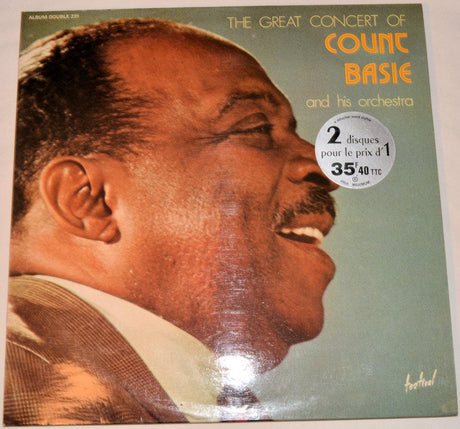 ALBUM DOUBLE 231
THE GREAT CONCERT OF
COUNT
BASIE
and his orchestra
2 disques
pour le prix d'1
35F40 TTC
festival